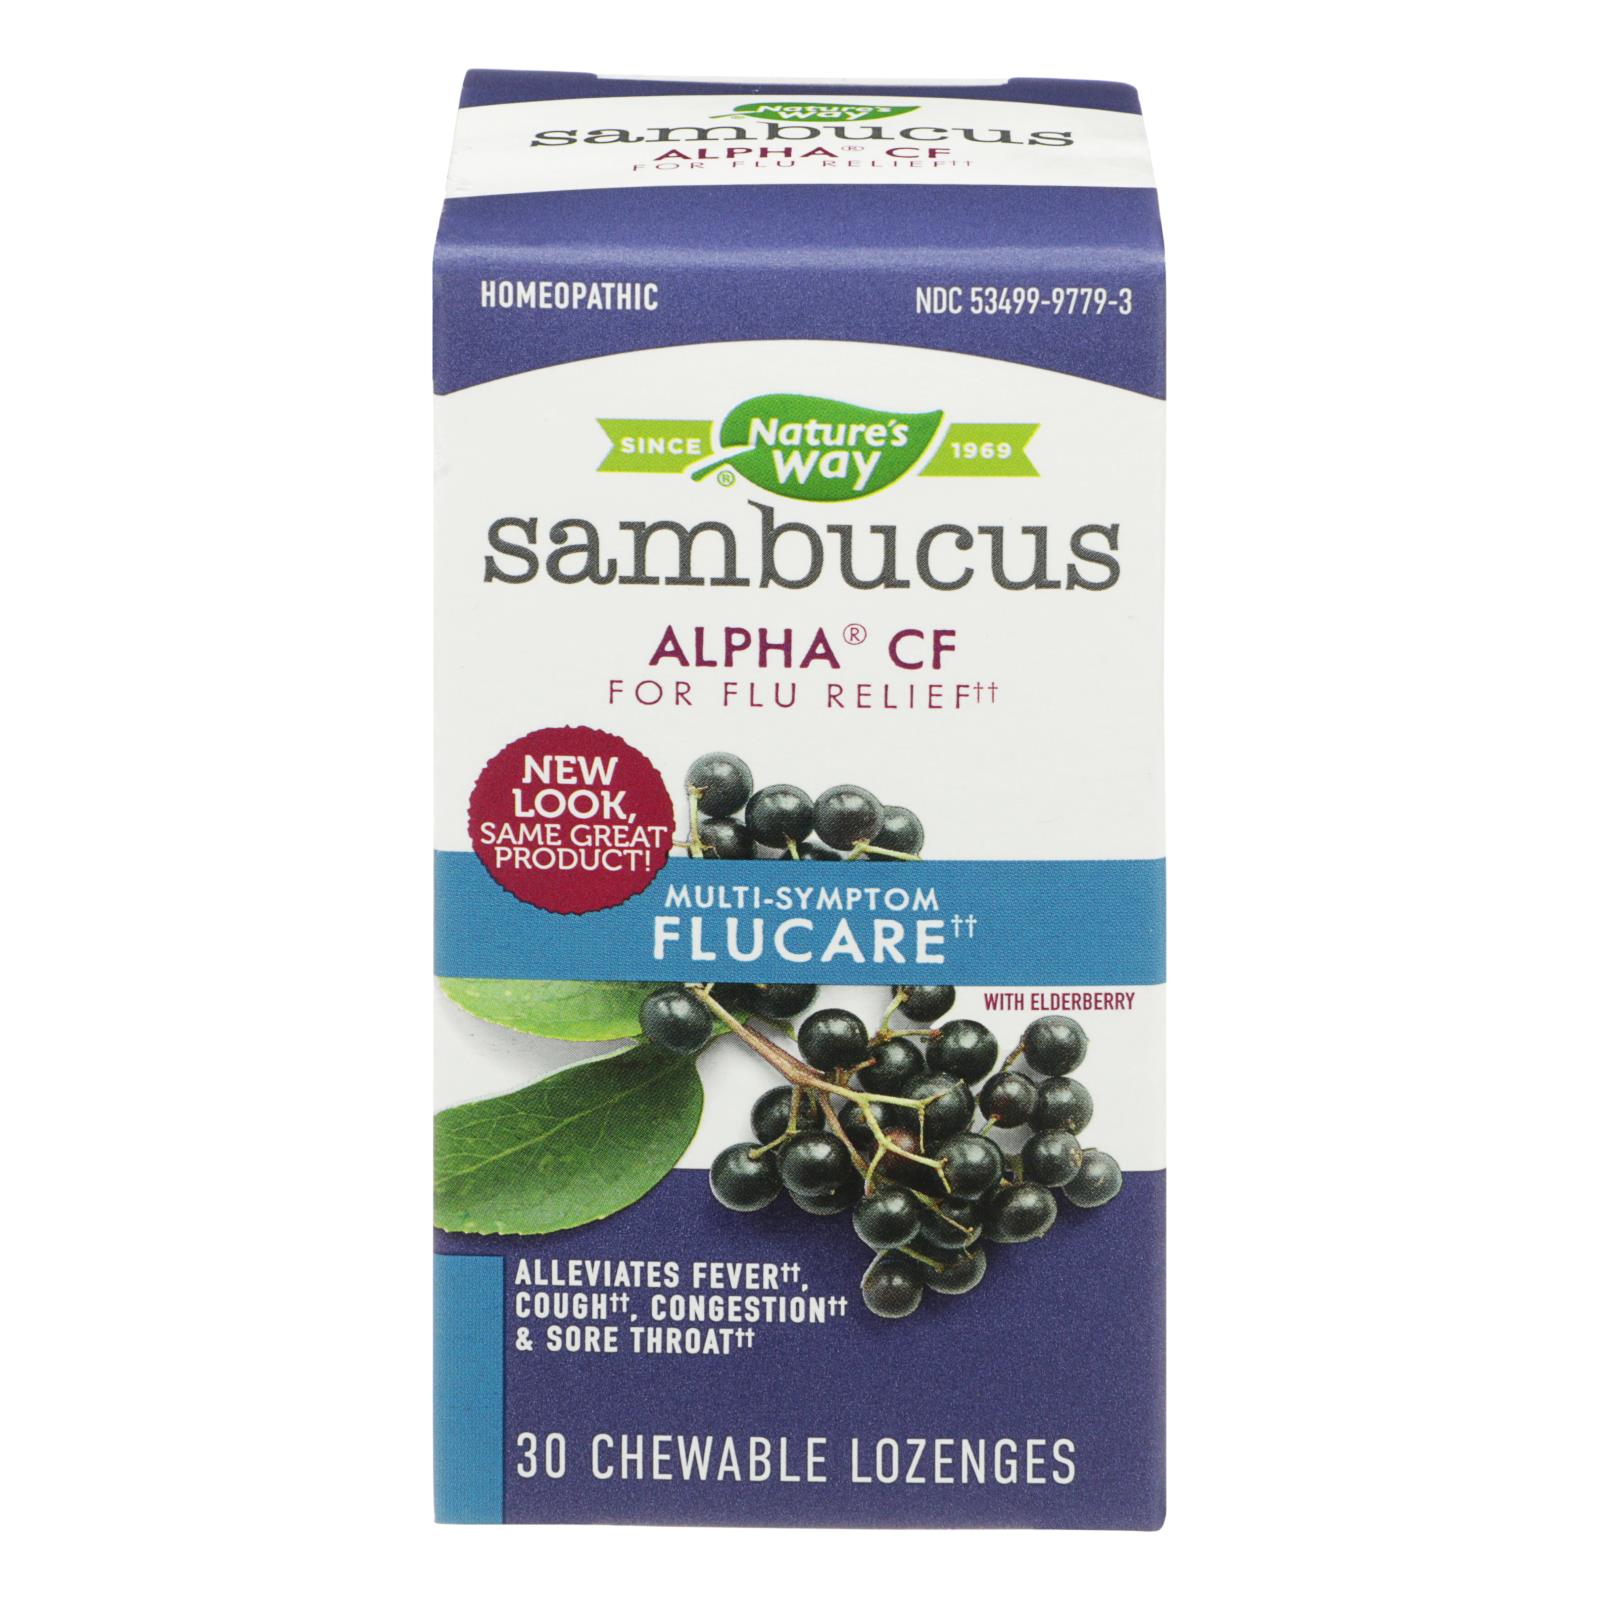 Nature's
Way
sambucus
ALPHA® CF
FOR FLU RELIEF††
HOMEOPATHIC
NDC 53499-9779-3
SINCE
Nature's
Way
®
1969
sambucus
ALPHA® CF
FOR FLU RELIEF††
NEW
LOOK,
SAME GREAT
PRODUCT!
MULTI-SYMPTOM
FLUCARE††
WITH ELDERBERRY
ALLEVIATES FEVER††,
COUGH††, CONGESTION††
& SORE THROAT††
30 CHEWABLE LOZENGES